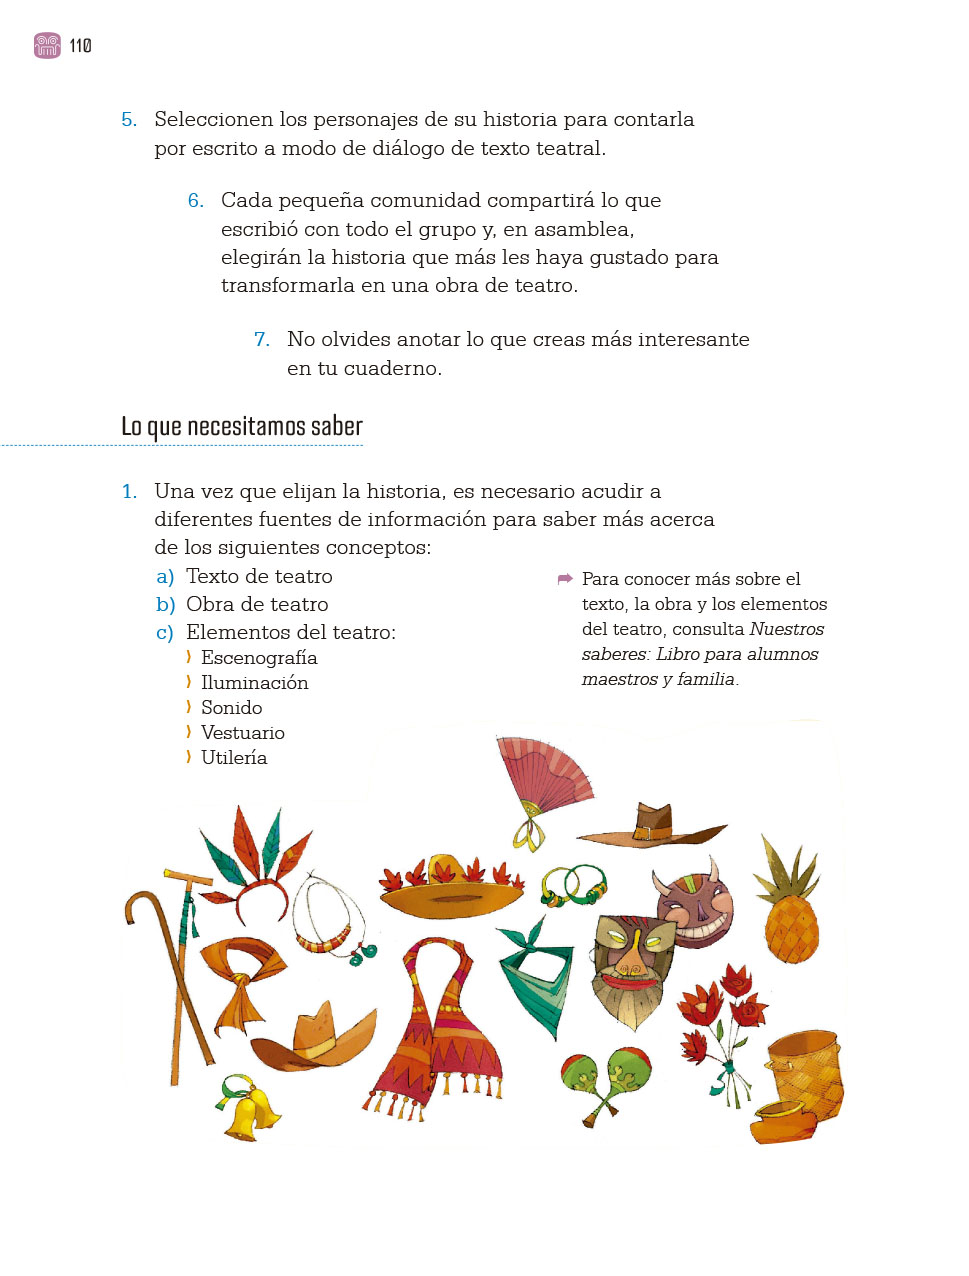 110
5. Seleccionen los personajes de su historia para contarla
por escrito a modo de diálogo de texto teatral.
6. Cada pequeña comunidad compartirá lo que
escribió con todo el grupo y, en asamblea,
elegirán la historia que más les haya gustado para
transformarla en una obra de teatro.
7. No olvides anotar lo que creas más interesante
en tu cuaderno.
Lo que necesitamos saber
1. Una vez que elijan la historia, es necesario acudir a
diferentes fuentes de información para saber más acerca
de los siguientes conceptos:
a) Texto de teatro
b) Obra de teatro
c) Elementos del teatro:
Escenografía
Iluminación
Sonido
Vestuario
Utilería
Para conocer más sobre el
texto, la obra y los elementos
del teatro, consulta Nuestros
saberes: Libro para alumnos
maestros y familia.